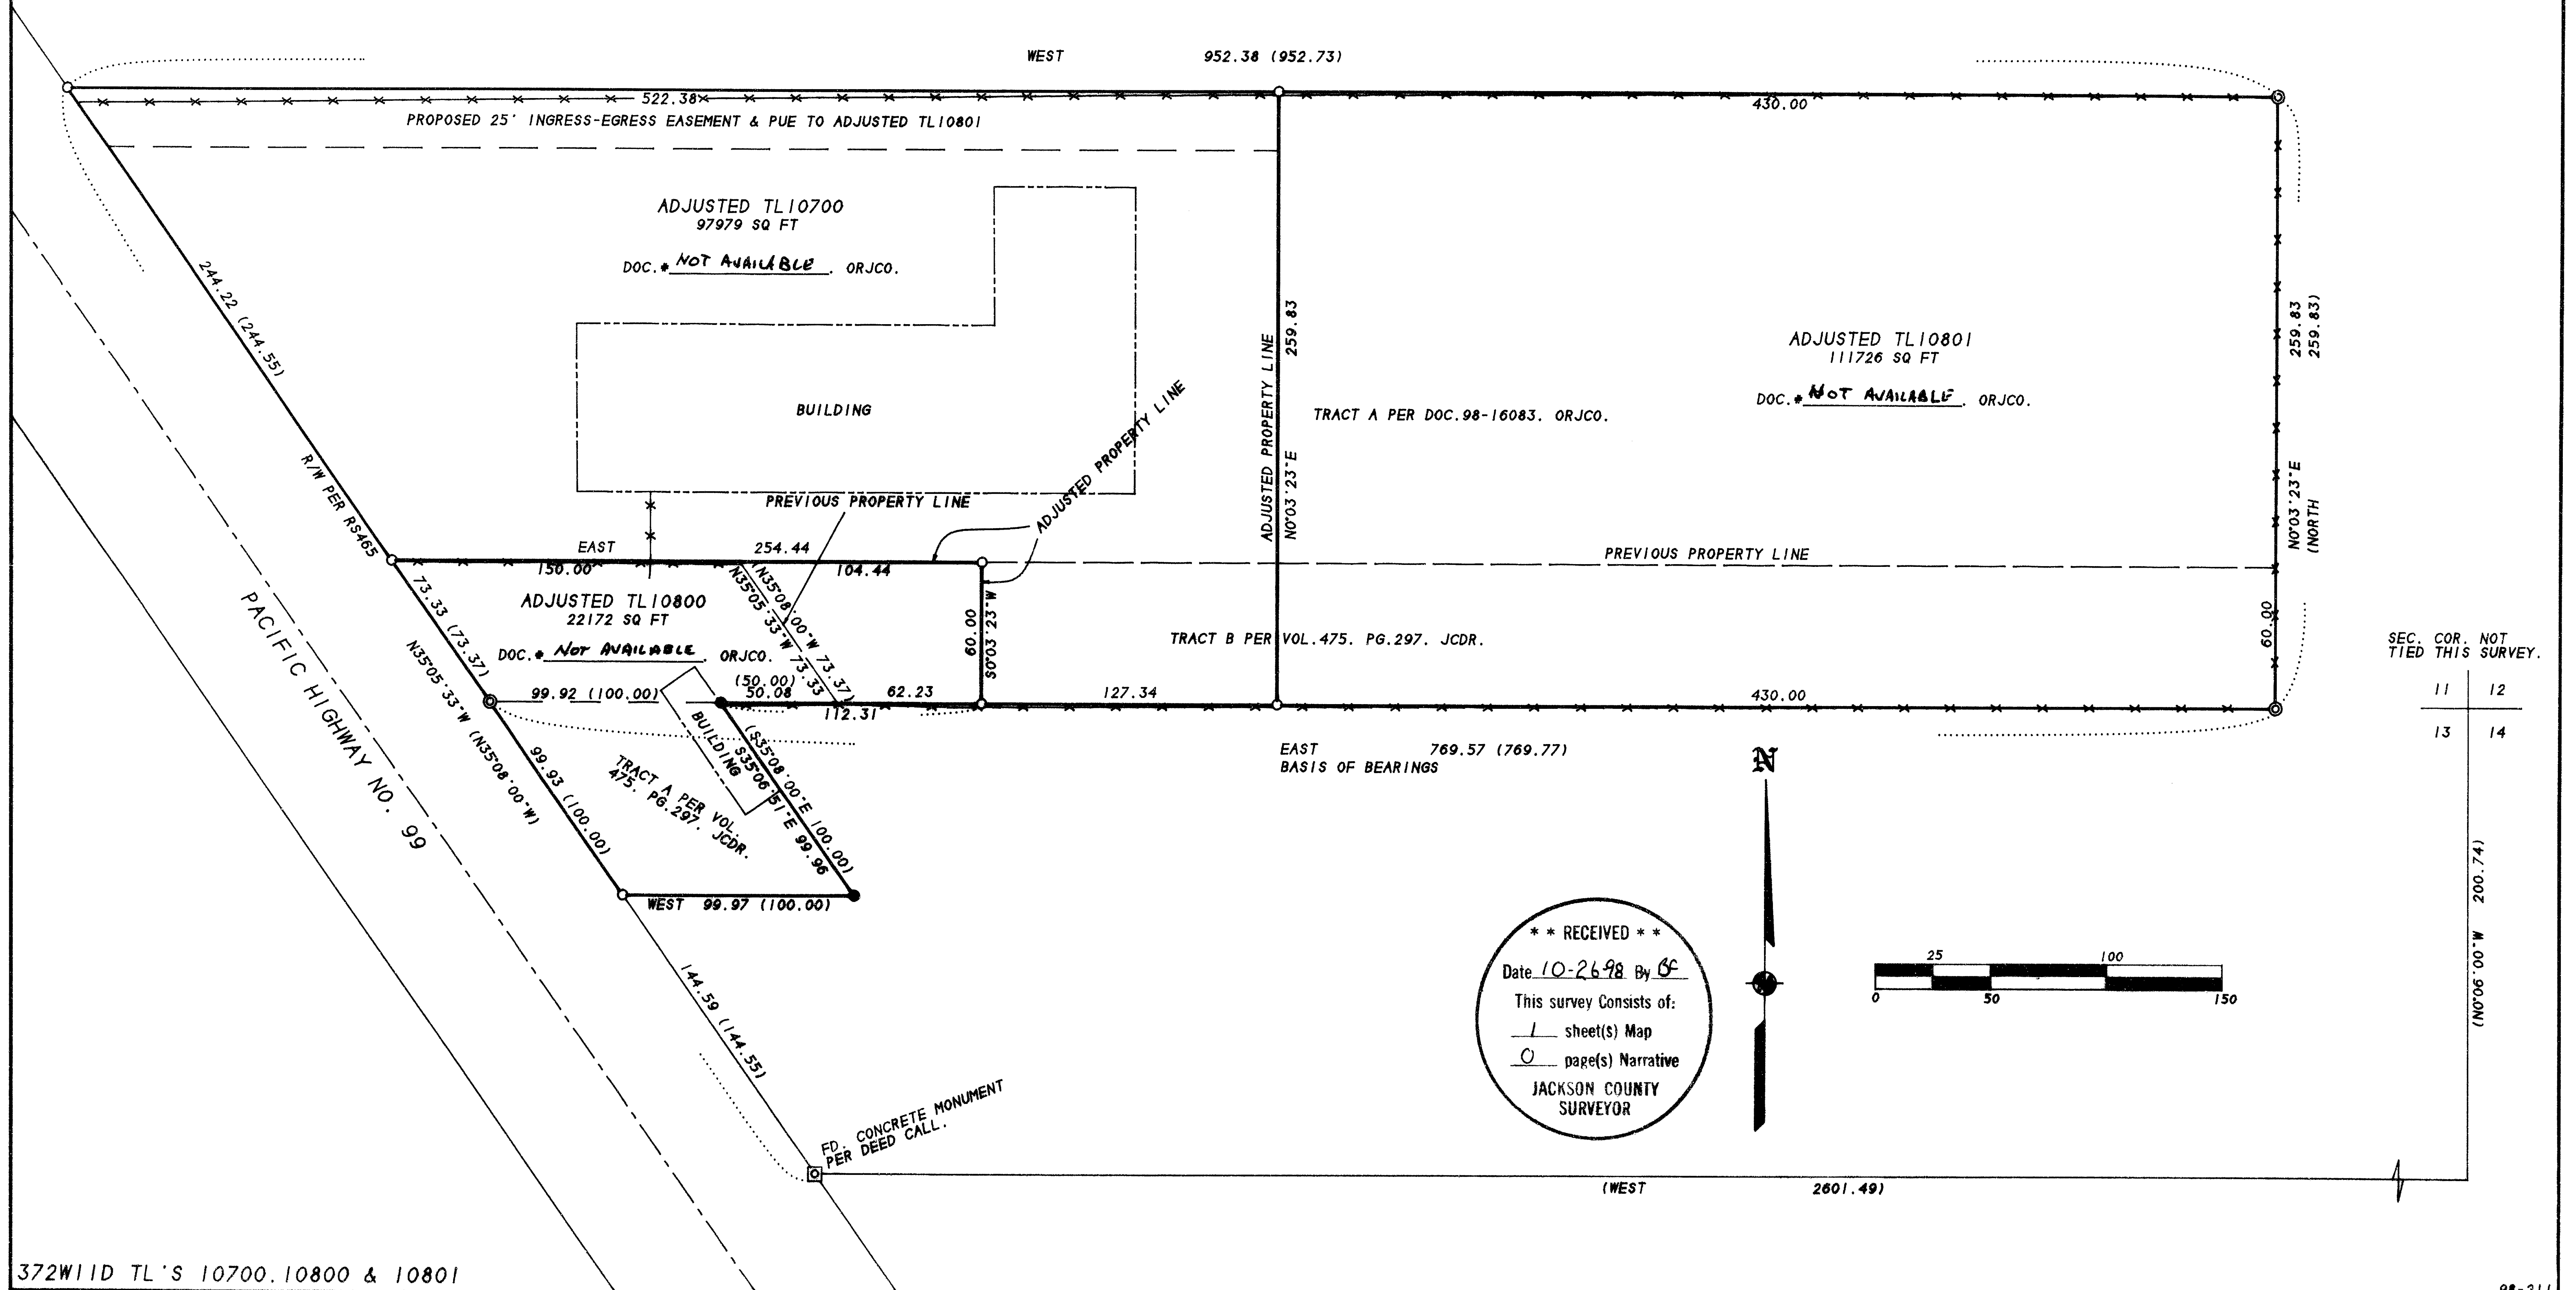 WEST 952.38 (952.73)
522.38
430.00
PROPOSED 25' INGRESS-EGRESS EASEMENT & PUE TO ADJUSTED TL10801
ADJUSTED TL10700
97979 SQ FT
DOC.# NOT AVAILABLE . ORJCO.
244.22 (244.55)
R/W PER RS465
BUILDING
PREVIOUS PROPERTY LINE
ADJUSTED PROPERTY LINE
ADJUSTED PROPERTY LINE
N0°03'23"E 259.83
TRACT A PER DOC.98-16083. ORJCO.
ADJUSTED TL10801
111726 SQ FT
DOC.# NOT AVAILABLE . ORJCO.
N0°03'23"E 259.83
(NORTH 259.83)
EAST 254.44
150.00
104.44
PREVIOUS PROPERTY LINE
ADJUSTED TL10800
22172 SQ FT
DOC.# NOT AVAILABLE . ORJCO.
73.33 (73.37)
(N35°08'00"W 73.37)
N35°05'33"W 73.33
60.00
S0°03'23"W
TRACT B PER VOL.475. PG.297. JCDR.
60.00
99.92 (100.00)
(50.00)
50.08
62.23
112.31
127.34
430.00
N35°05'33"W (N35°08'00"W)
PACIFIC HIGHWAY NO. 99
99.93 (100.00)
BUILDING
(S35°08'00"E 100.00)
S35°06'51"E 99.96
TRACT A PER VOL.
475. PG.297. JCDR.
WEST 99.97 (100.00)
EAST 769.57 (769.77)
BASIS OF BEARINGS
SEC. COR. NOT
TIED THIS SURVEY.
11 12
13 14
N
144.59 (144.55)
FD. CONCRETE MONUMENT
PER DEED CALL.
* * RECEIVED * *
Date 10-26-98 By BF
This survey Consists of:
1 sheet(s) Map
0 page(s) Narrative
JACKSON COUNTY
SURVEYOR
25 100
0 50 150
(N0°06'00"W 200.74)
(WEST 2601.49)
372W11D TL'S 10700.10800 & 10801